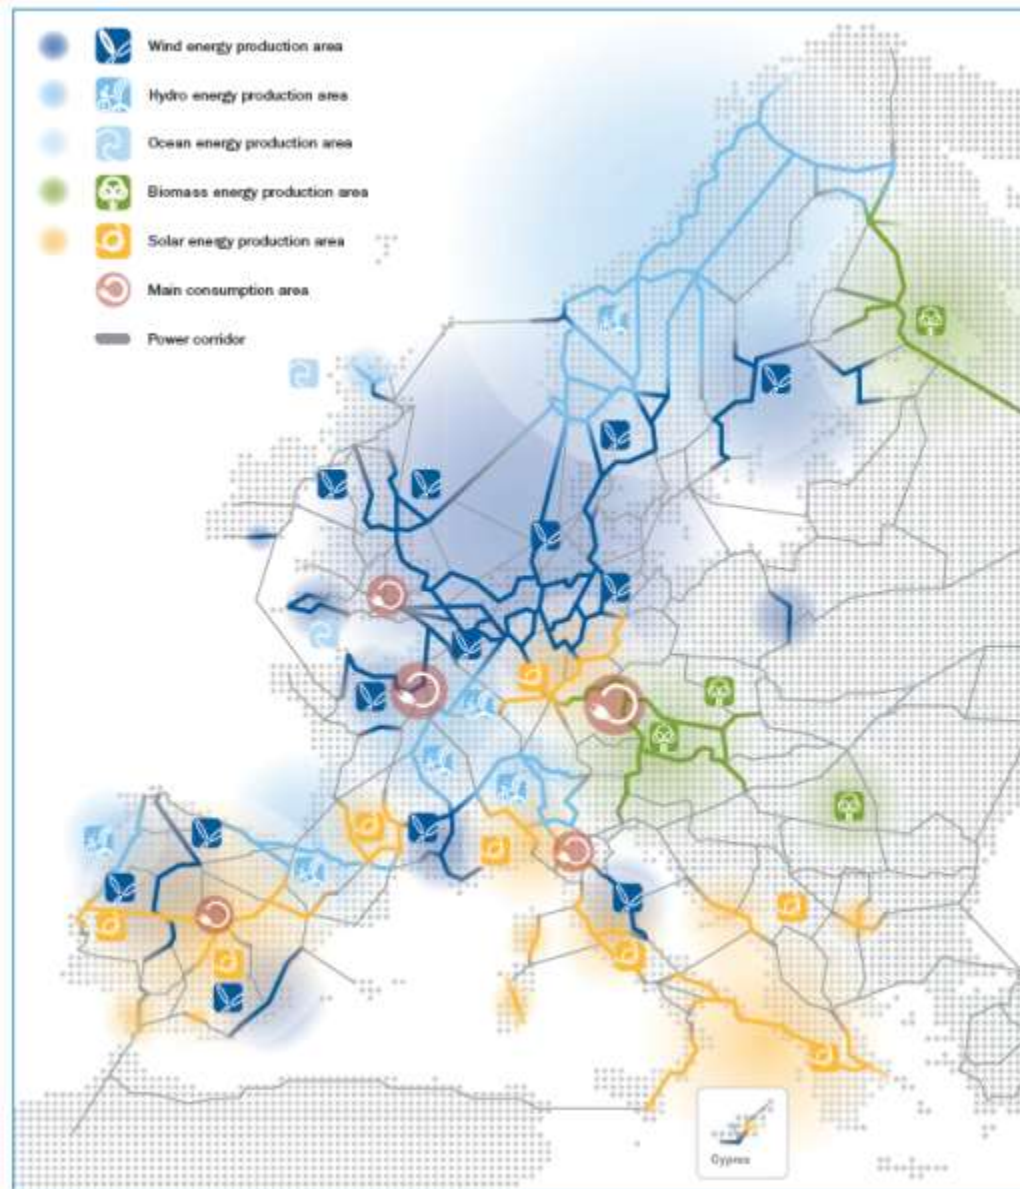 Wind energy production area
Hydro energy production area
Ocean energy production area
Biomass energy production area
Solar energy production area
Main consumption area
Power corridor
Cyprus